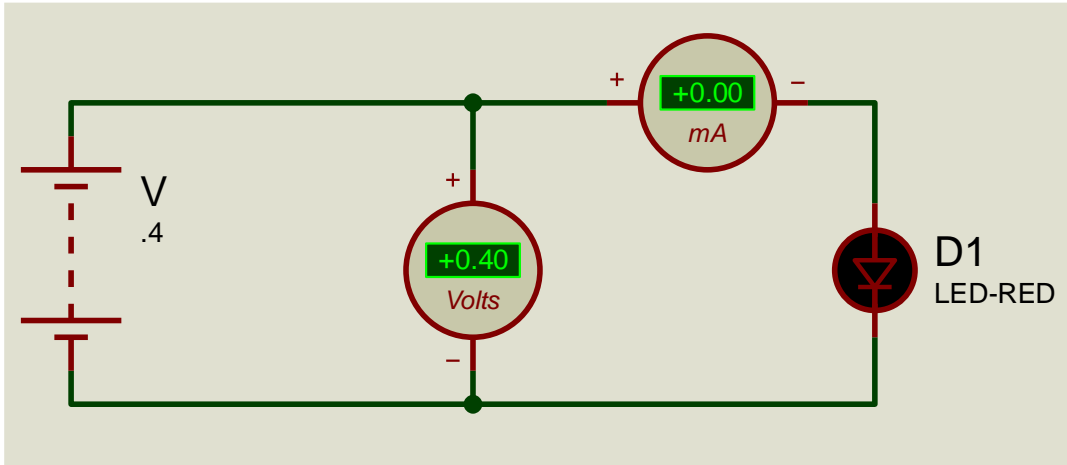 + +0.00 −
mA
V
.4
+
+0.40
Volts
−
D1
LED-RED